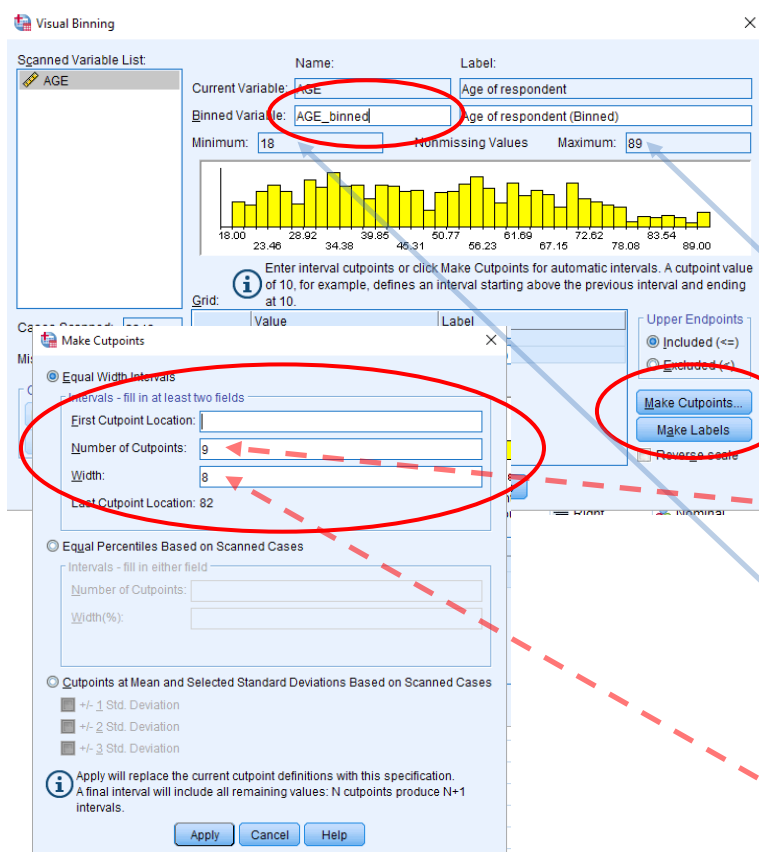 Visual Binning
Scanned Variable List:
Name:
Label:
AGE
Current Variable:
AGE
Age of respondent
Binned Variable:
AGE_binned
Age of respondent (Binned)
Minimum:
18
Nonmissing Values
Maximum:
89
18.00 28.92 39.85 50.77 61.69 72.62 83.54
23.46 34.38 45.31 56.23 67.15 78.08 89.00
Enter interval cutpoints or click Make Cutpoints for automatic intervals. A cutpoint value
of 10, for example, defines an interval starting above the previous interval and ending
at 10.
Grid:
Value
Label
Upper Endpoints
Included (<=)
Excluded (<)
Make Cutpoints...
Make Labels
Reverse scale
Right
Nominal
Make Cutpoints
Equal Width Intervals
Intervals - fill in at least two fields
First Cutpoint Location:
Number of Cutpoints:
9
Width:
8
Last Cutpoint Location: 82
Equal Percentiles Based on Scanned Cases
Intervals - fill in either field
Number of Cutpoints:
Width(%):
Cutpoints at Mean and Selected Standard Deviations Based on Scanned Cases
+/- 1 Std. Deviation
+/- 2 Std. Deviation
+/- 3 Std. Deviation
Apply will replace the current cutpoint definitions with this specification.
A final interval will include all remaining values: N cutpoints produce N+1
intervals.
Apply
Cancel
Help